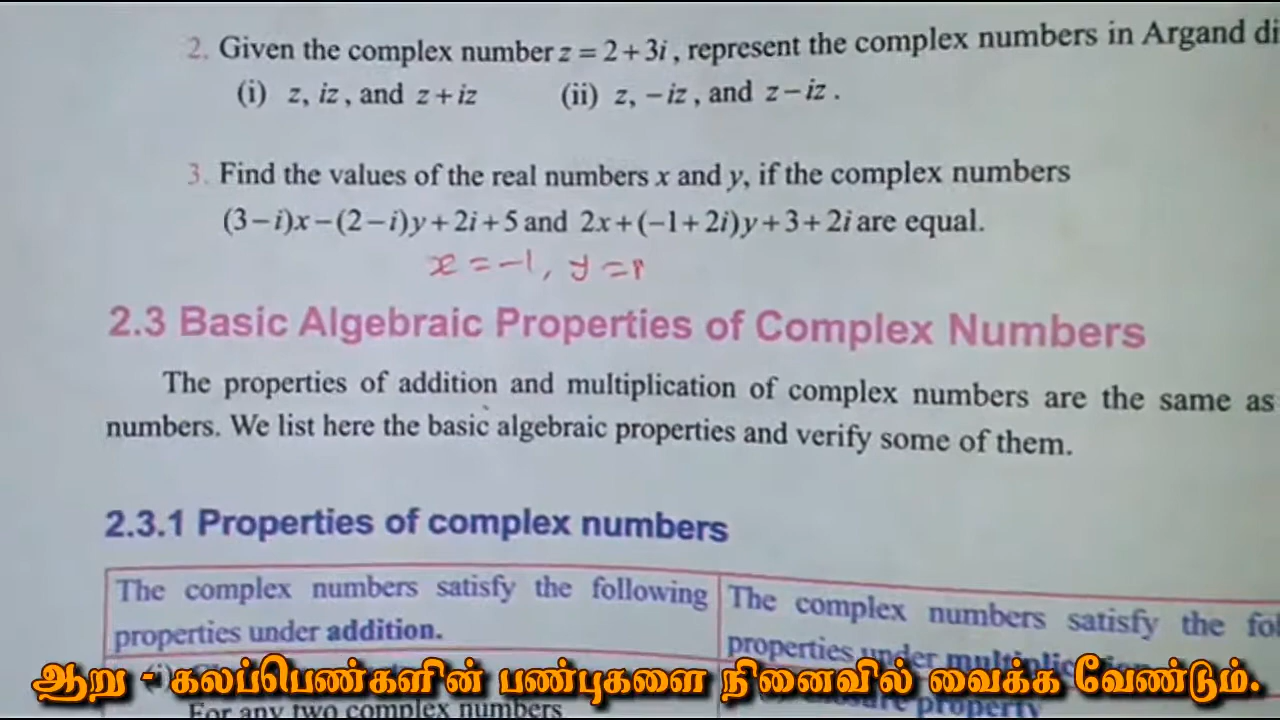 2. Given the complex number z = 2 + 3i, represent the complex numbers in Argand di
(i) z, iz, and z + iz (ii) z, −iz, and z − iz.
3. Find the values of the real numbers x and y, if the complex numbers
(3−i)x−(2−i)y+2i+5 and 2x+(−1+2i)y+3+2i are equal.
x = −1, y =
2.3 Basic Algebraic Properties of Complex Numbers
The properties of addition and multiplication of complex numbers are the same as
numbers. We list here the basic algebraic properties and verify some of them.
2.3.1 Properties of complex numbers
The complex numbers satisfy the following
properties under addition.
The complex numbers satisfy the fol
properties under
ஆறு - கலப்பெண்களின் பண்புகளை நினைவில் வைக்க வேண்டும்.
For any two complex numbers
property